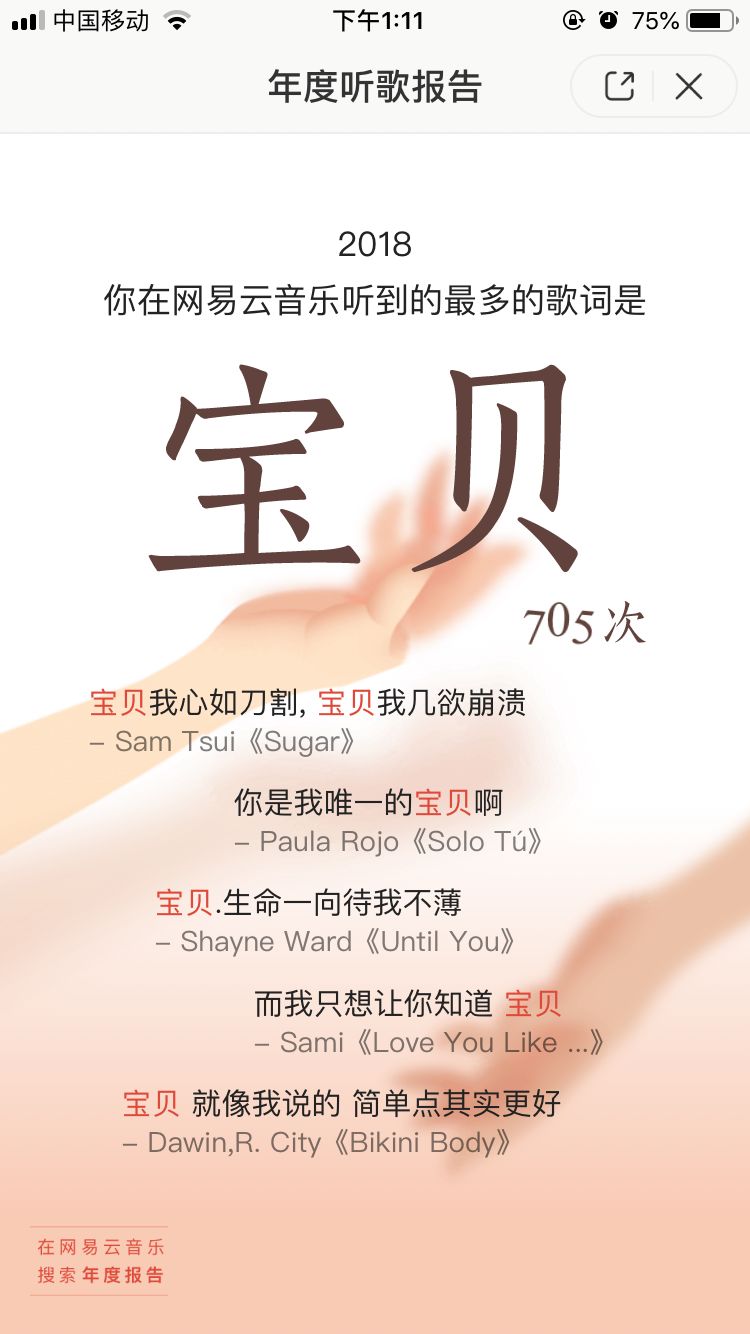 中国移动 下午1:11 75%
年度听歌报告
2018
你在网易云音乐听到的最多的歌词是
宝贝
705次
宝贝我心如刀割, 宝贝我几欲崩溃
– Sam Tsui《Sugar》
你是我唯一的宝贝啊
– Paula Rojo《Solo Tú》
宝贝.生命一向待我不薄
– Shayne Ward《Until You》
而我只想让你知道 宝贝
– Sami《Love You Like ...》
宝贝 就像我说的 简单点其实更好
– Dawin,R. City《Bikini Body》
在网易云音乐
搜索年度报告